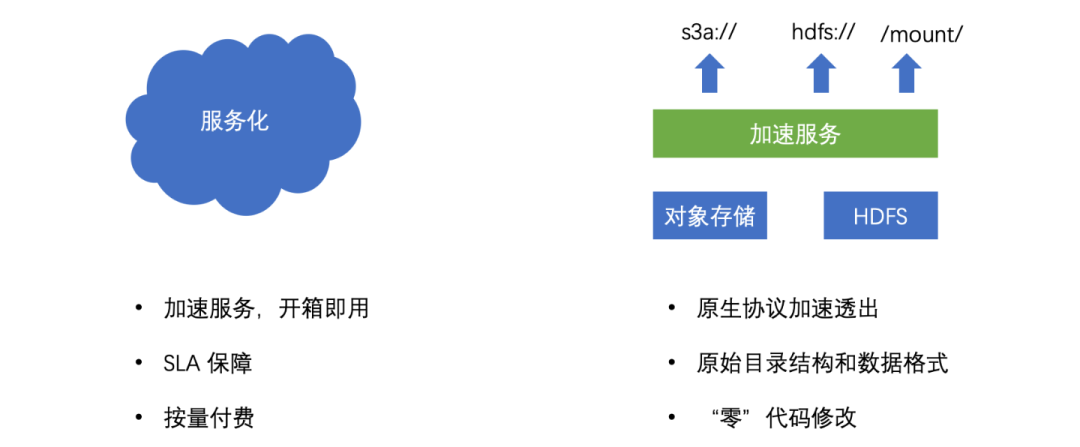 服务化
s3a:// hdfs:// /mount/
加速服务
对象存储 HDFS
• 加速服务，开箱即用
• SLA 保障
• 按量付费
• 原生协议加速透出
• 原始目录结构和数据格式
• “零”代码修改